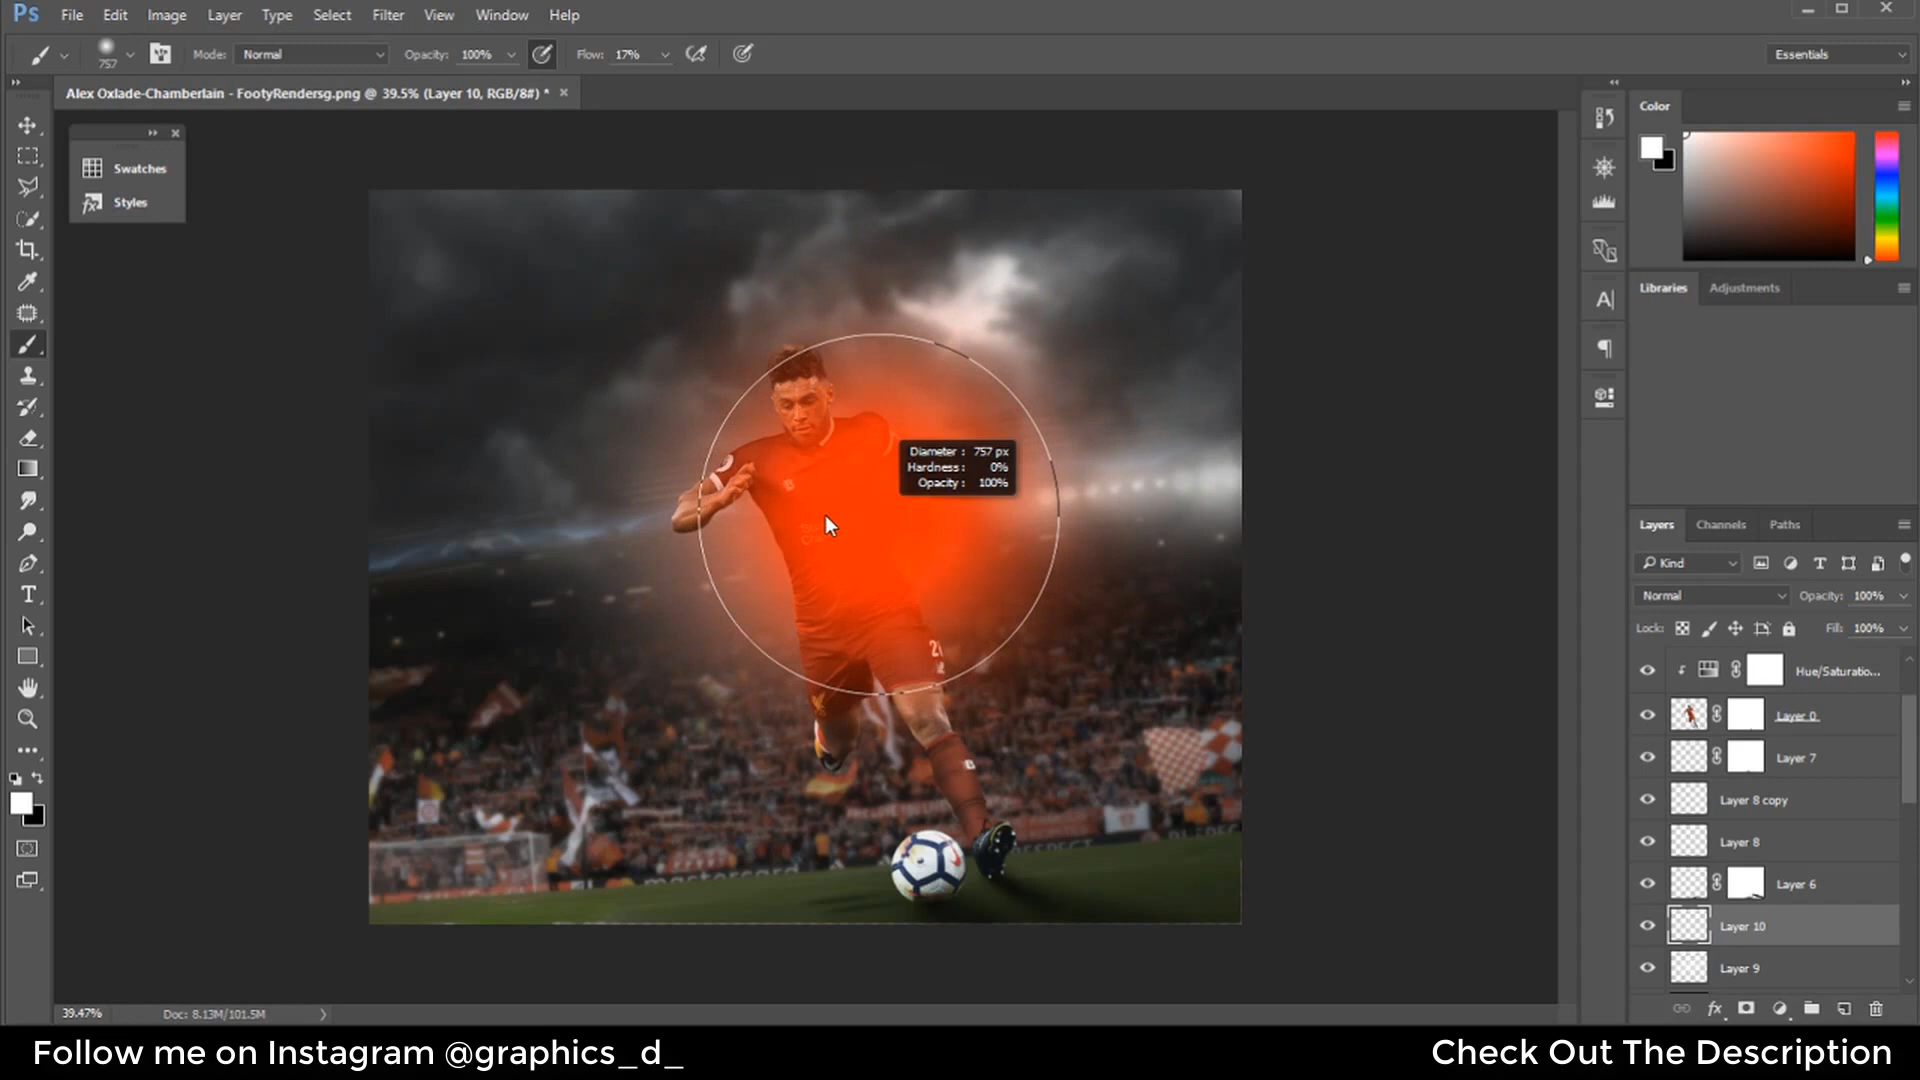 Ps File Edit Image Layer Type Select Filter View Window Help
757 Mode: Normal Opacity: 100% Flow: 17% Essentials
Alex Oxlade-Chamberlain - FootyRendersg.png @ 39.5% (Layer 10, RGB/8#) *
Swatches
Styles
Color
Libraries Adjustments
Diameter : 757 px
Hardness : 0%
Opacity : 100%
Layers Channels Paths
Kind
Normal Opacity: 100%
Lock: Fill: 100%
Hue/Saturatio...
Layer 0
Layer 7
Layer 8 copy
Layer 8
Layer 6
Layer 10
Layer 9
RESPECT
mastercard
39.47% Doc: 8.13M/101.5M
Follow me on Instagram @graphics_d_
Check Out The Description